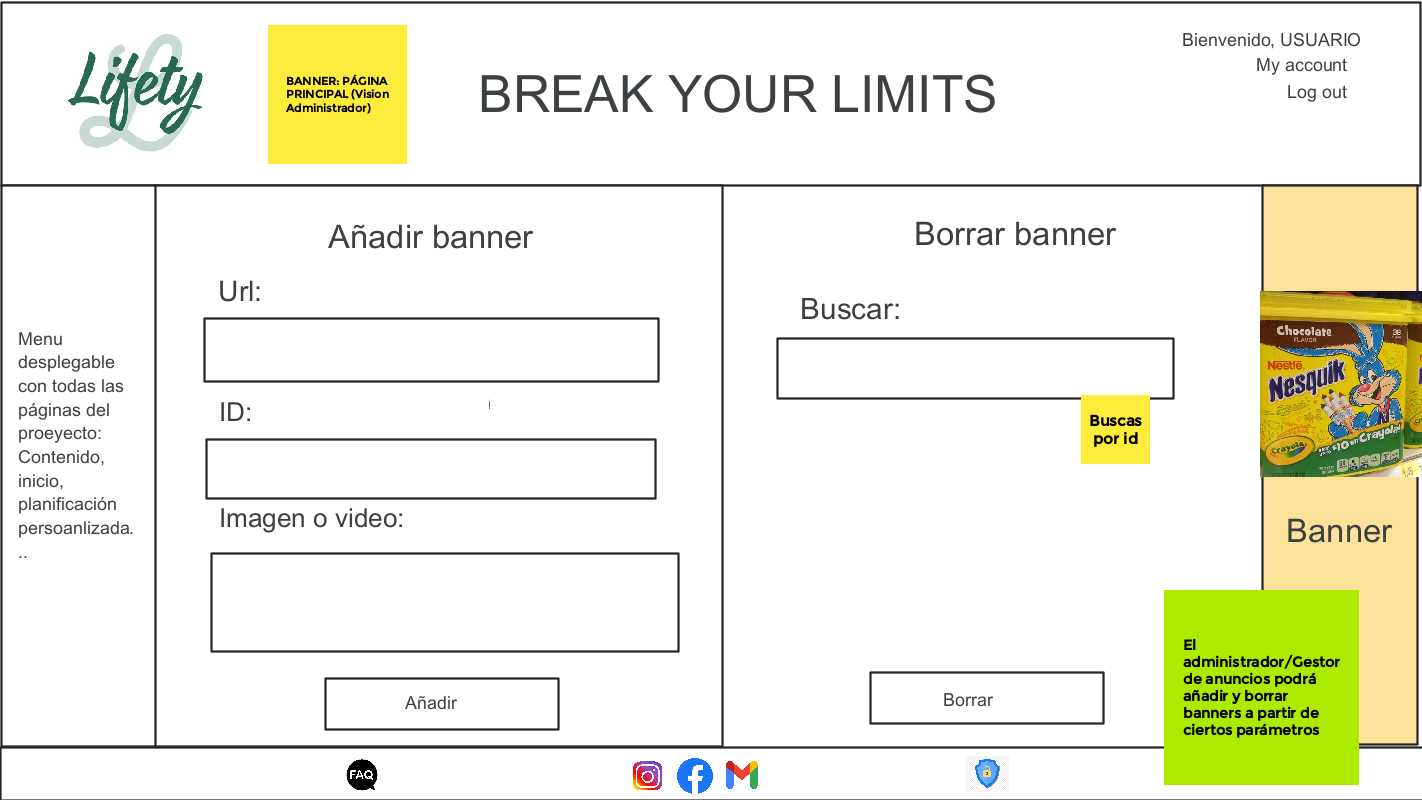 Lifety
BANNER: PÁGINA
PRINCIPAL (Vision
Administrador)
BREAK YOUR LIMITS
Bienvenido, USUARIO
My account
Log out
Menu
desplegable
con todas las
páginas del
proeyecto:
Contenido,
inicio,
planificación
persoanlizada.
..
Añadir banner
Url:
ID:
Imagen o video:
Añadir
Borrar banner
Buscar:
Buscas
por id
Borrar
Chocolate
FLAVOR
Nestlé
Nesquik
Crayola
Banner
El
administrador/Gestor
de anuncios podrá
añadir y borrar
banners a partir de
ciertos parámetros
FAQ